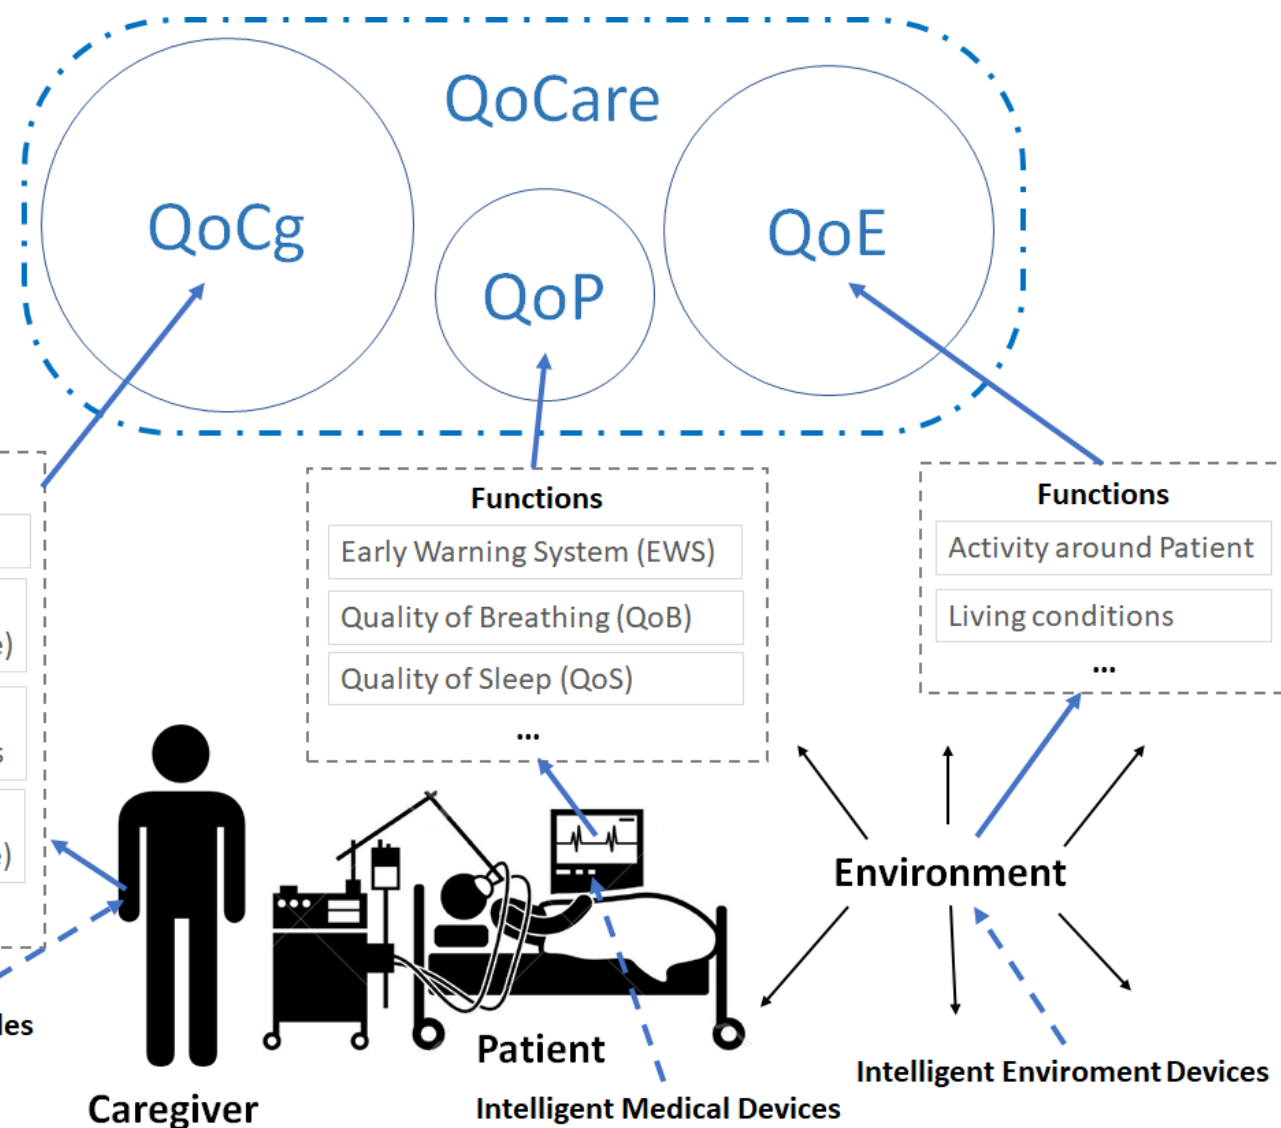 QoCare
QoCg
QoP
QoE
Functions
Early Warning System (EWS)
Quality of Breathing (QoB)
Quality of Sleep (QoS)
...
Functions
Activity around Patient
Living conditions
...
Environment
Patient
Caregiver
Intelligent Medical Devices
Intelligent Enviroment Devices